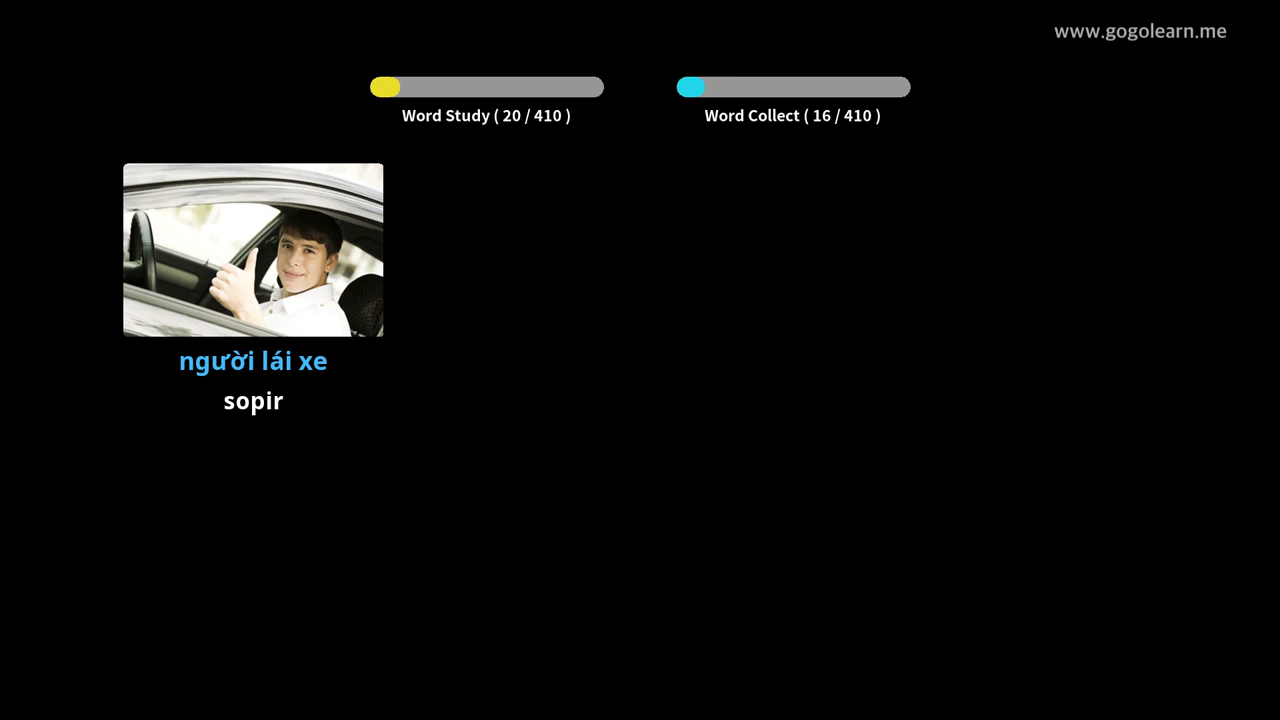 www.gogolearn.me
Word Study ( 20 / 410 )
Word Collect ( 16 / 410 )
người lái xe
sopir